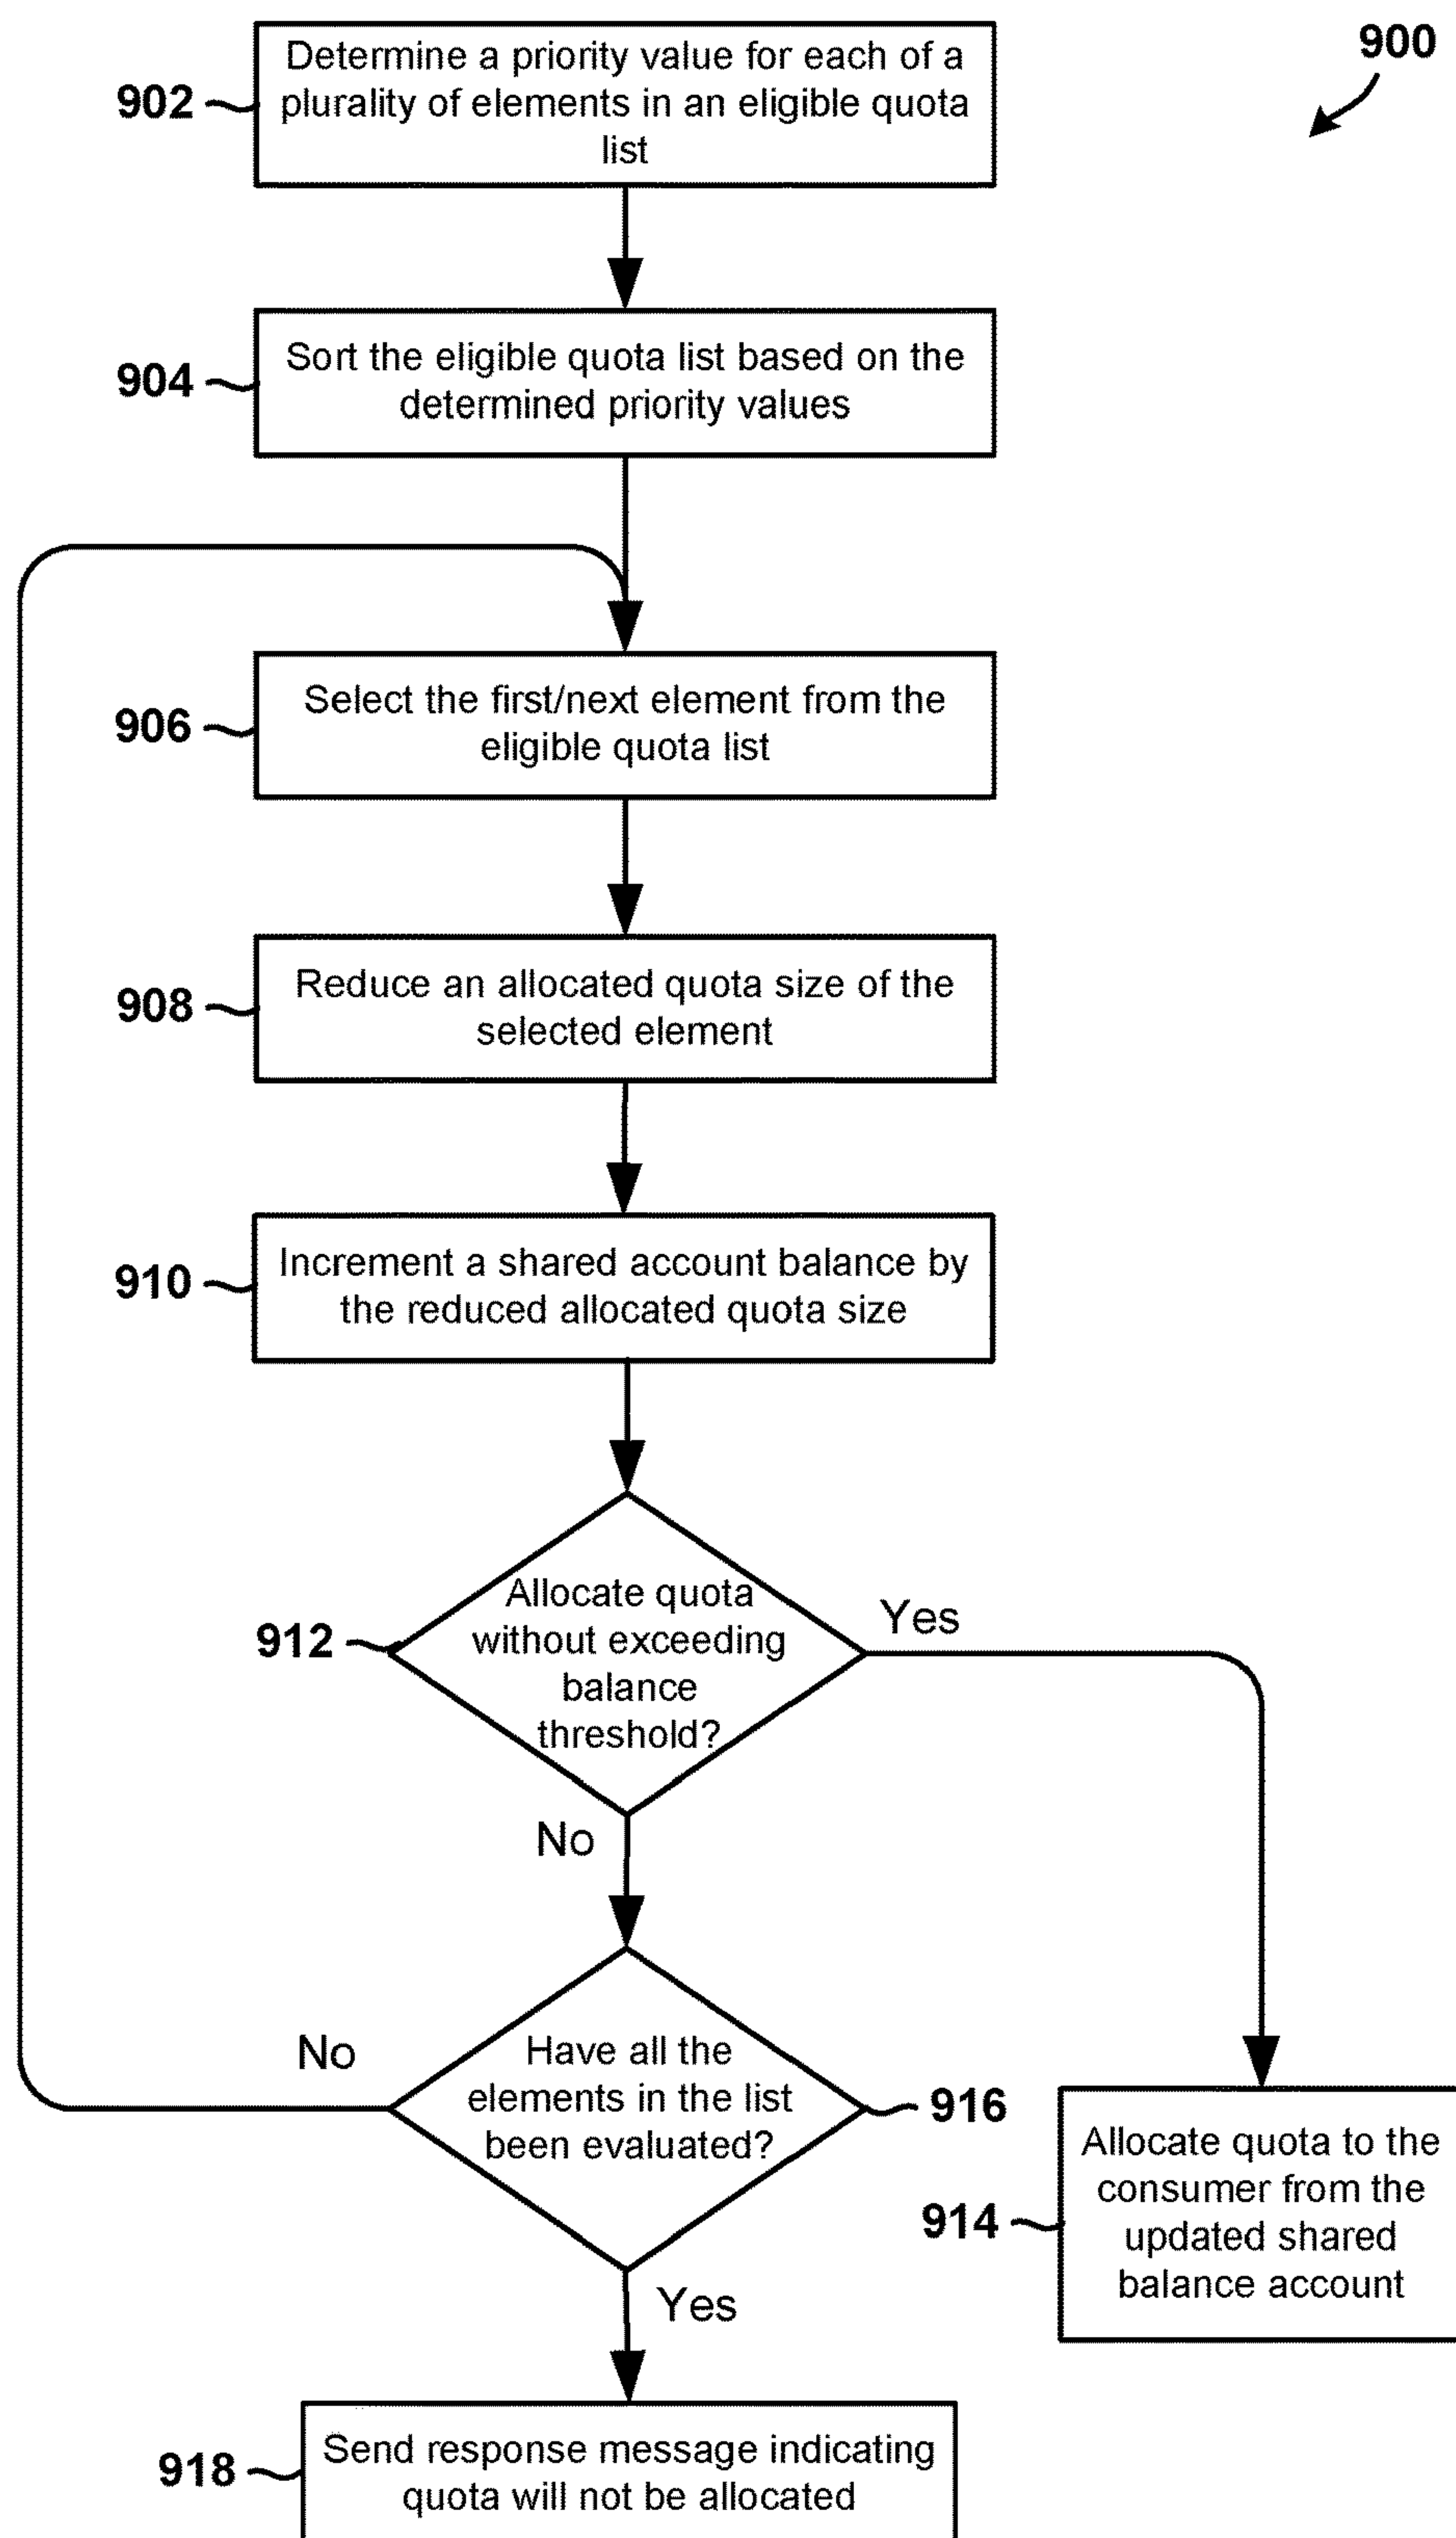 900
902
Determine a priority value for each of a
plurality of elements in an eligible quota
list
904
Sort the eligible quota list based on the
determined priority values
906
Select the first/next element from the
eligible quota list
908
Reduce an allocated quota size of the
selected element
910
Increment a shared account balance by
the reduced allocated quota size
912
Allocate quota
without exceeding
balance
threshold?
Yes
No
Have all the
elements in the list
been evaluated?
916
No
Yes
914
Allocate quota to the
consumer from the
updated shared
balance account
918
Send response message indicating
quota will not be allocated